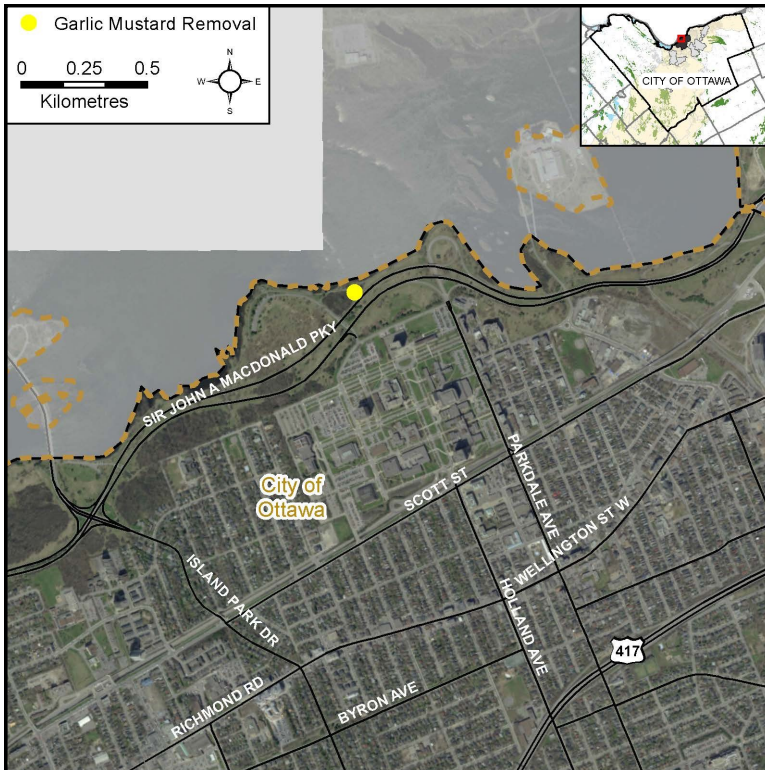 Garlic Mustard Removal
0 0.25 0.5
Kilometres
N
W E
S
CITY OF OTTAWA
SIR JOHN A MACDONALD PKY
City of
Ottawa
SCOTT ST
PARKDALE AVE
WELLINGTON ST W
ISLAND PARK DR
HOLLAND AVE
417
RICHMOND RD
BYRON AVE